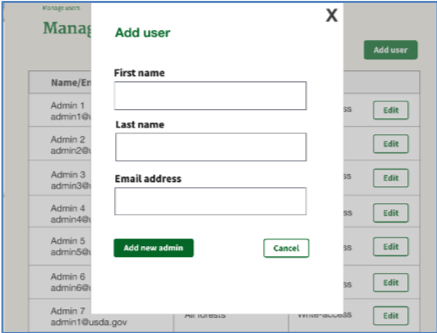 Manage users
X
Manag
Add user
Add user
First name
Name/Em
Admin 1 ss Edit
admin1@u
Last name
Admin 2 Edit
admin2@u
Admin 3 ss Edit
admin3@u
Email address
Admin 4 ss Edit
admin4@u
Admin 5 ss Edit
admin5@u
Add new admin Cancel
Admin 6 ss Edit
admin6@u
Admin 7 All forests Write-access Edit
admin1@usda.gov